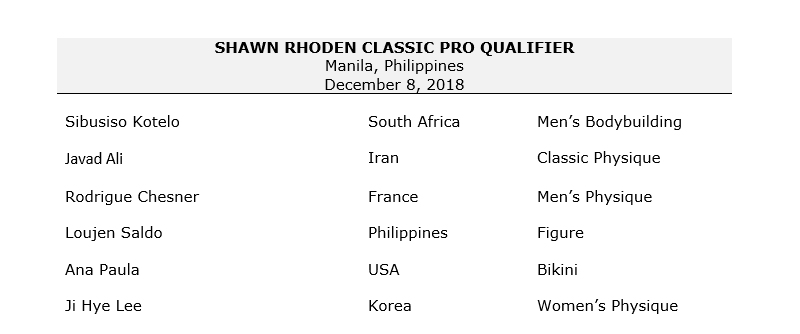 SHAWN RHODEN CLASSIC PRO QUALIFIER
Manila, Philippines
December 8, 2018
Sibusiso Kotelo South Africa Men’s Bodybuilding
Javad Ali Iran Classic Physique
Rodrigue Chesner France Men’s Physique
Loujen Saldo Philippines Figure
Ana Paula USA Bikini
Ji Hye Lee Korea Women’s Physique